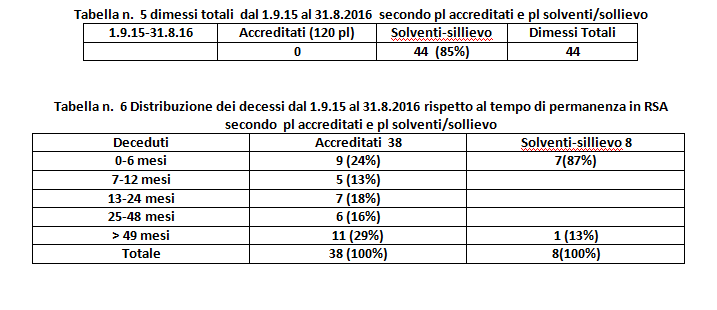 Tabella n.  5 dimessi totali  dal 1.9.15 al 31.8.2016  secondo pl accreditati e pl solventi/sollievo
1.9.15-31.8.16 Accreditati (120 pl) Solventi-sillievo Dimessi Totali
0 44  (85%) 44
Tabella n.  6 Distribuzione dei decessi dal 1.9.15 al 31.8.2016 rispetto al tempo di permanenza in RSA
secondo  pl accreditati e pl solventi/sollievo
Deceduti Accreditati  38 Solventi-sillievo 8
0-6 mesi 9 (24%) 7(87%)
7-12 mesi 5 (13%)
13-24 mesi 7 (18%)
25-48 mesi 6 (16%)
> 49 mesi 11 (29%) 1 (13%)
Totale 38 (100%) 8(100%)